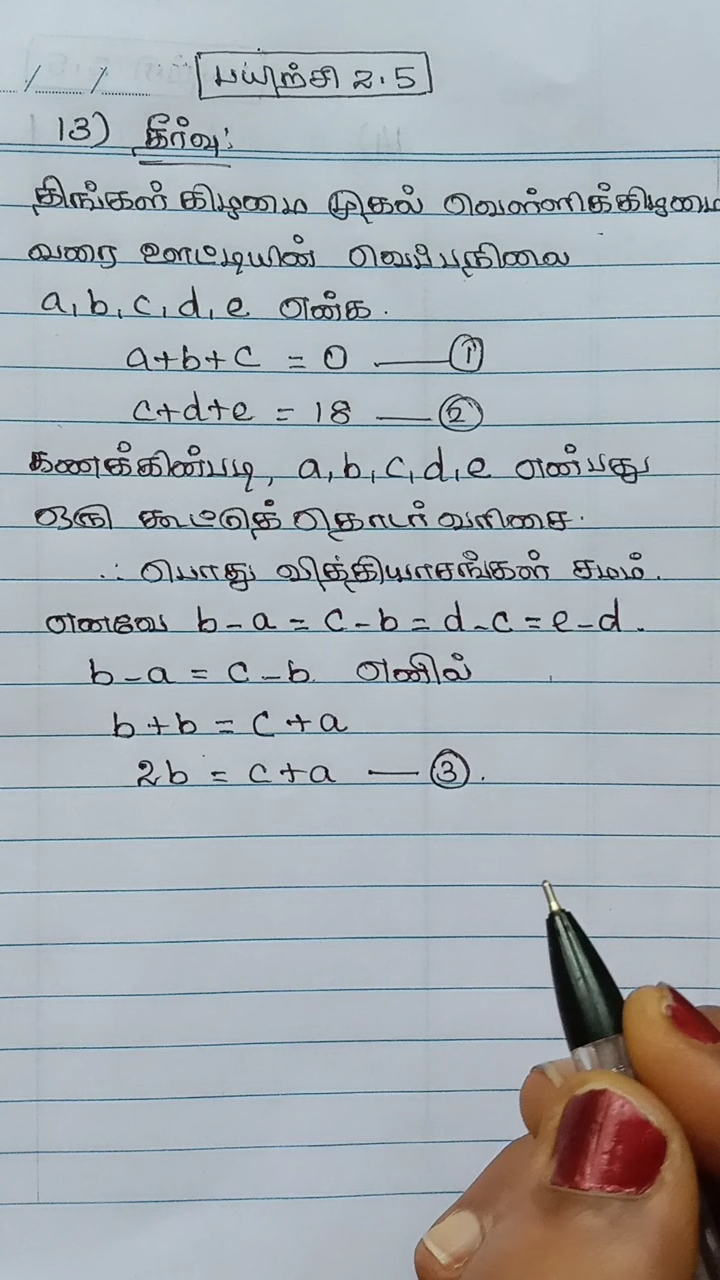 பயிற்சி 2.5
13) தீர்வு:
திங்கள் கிழமை முதல் வெள்ளிக்கிழமை
வரை ஊட்டியின் வெப்பநிலை
a, b, c, d, e என்க.
a+b+c = 0 —— ①
c+d+e = 18 —— ②
கணக்கின்படி, a, b, c, d, e என்பது
ஒரு கூட்டுத் தொடர் வரிசை.
∴ பொது வித்தியாசங்கள் சமம்.
எனவே b-a = c-b = d-c = e-d.
b-a = c-b எனில்
b+b = c+a
2b = c+a —— ③.